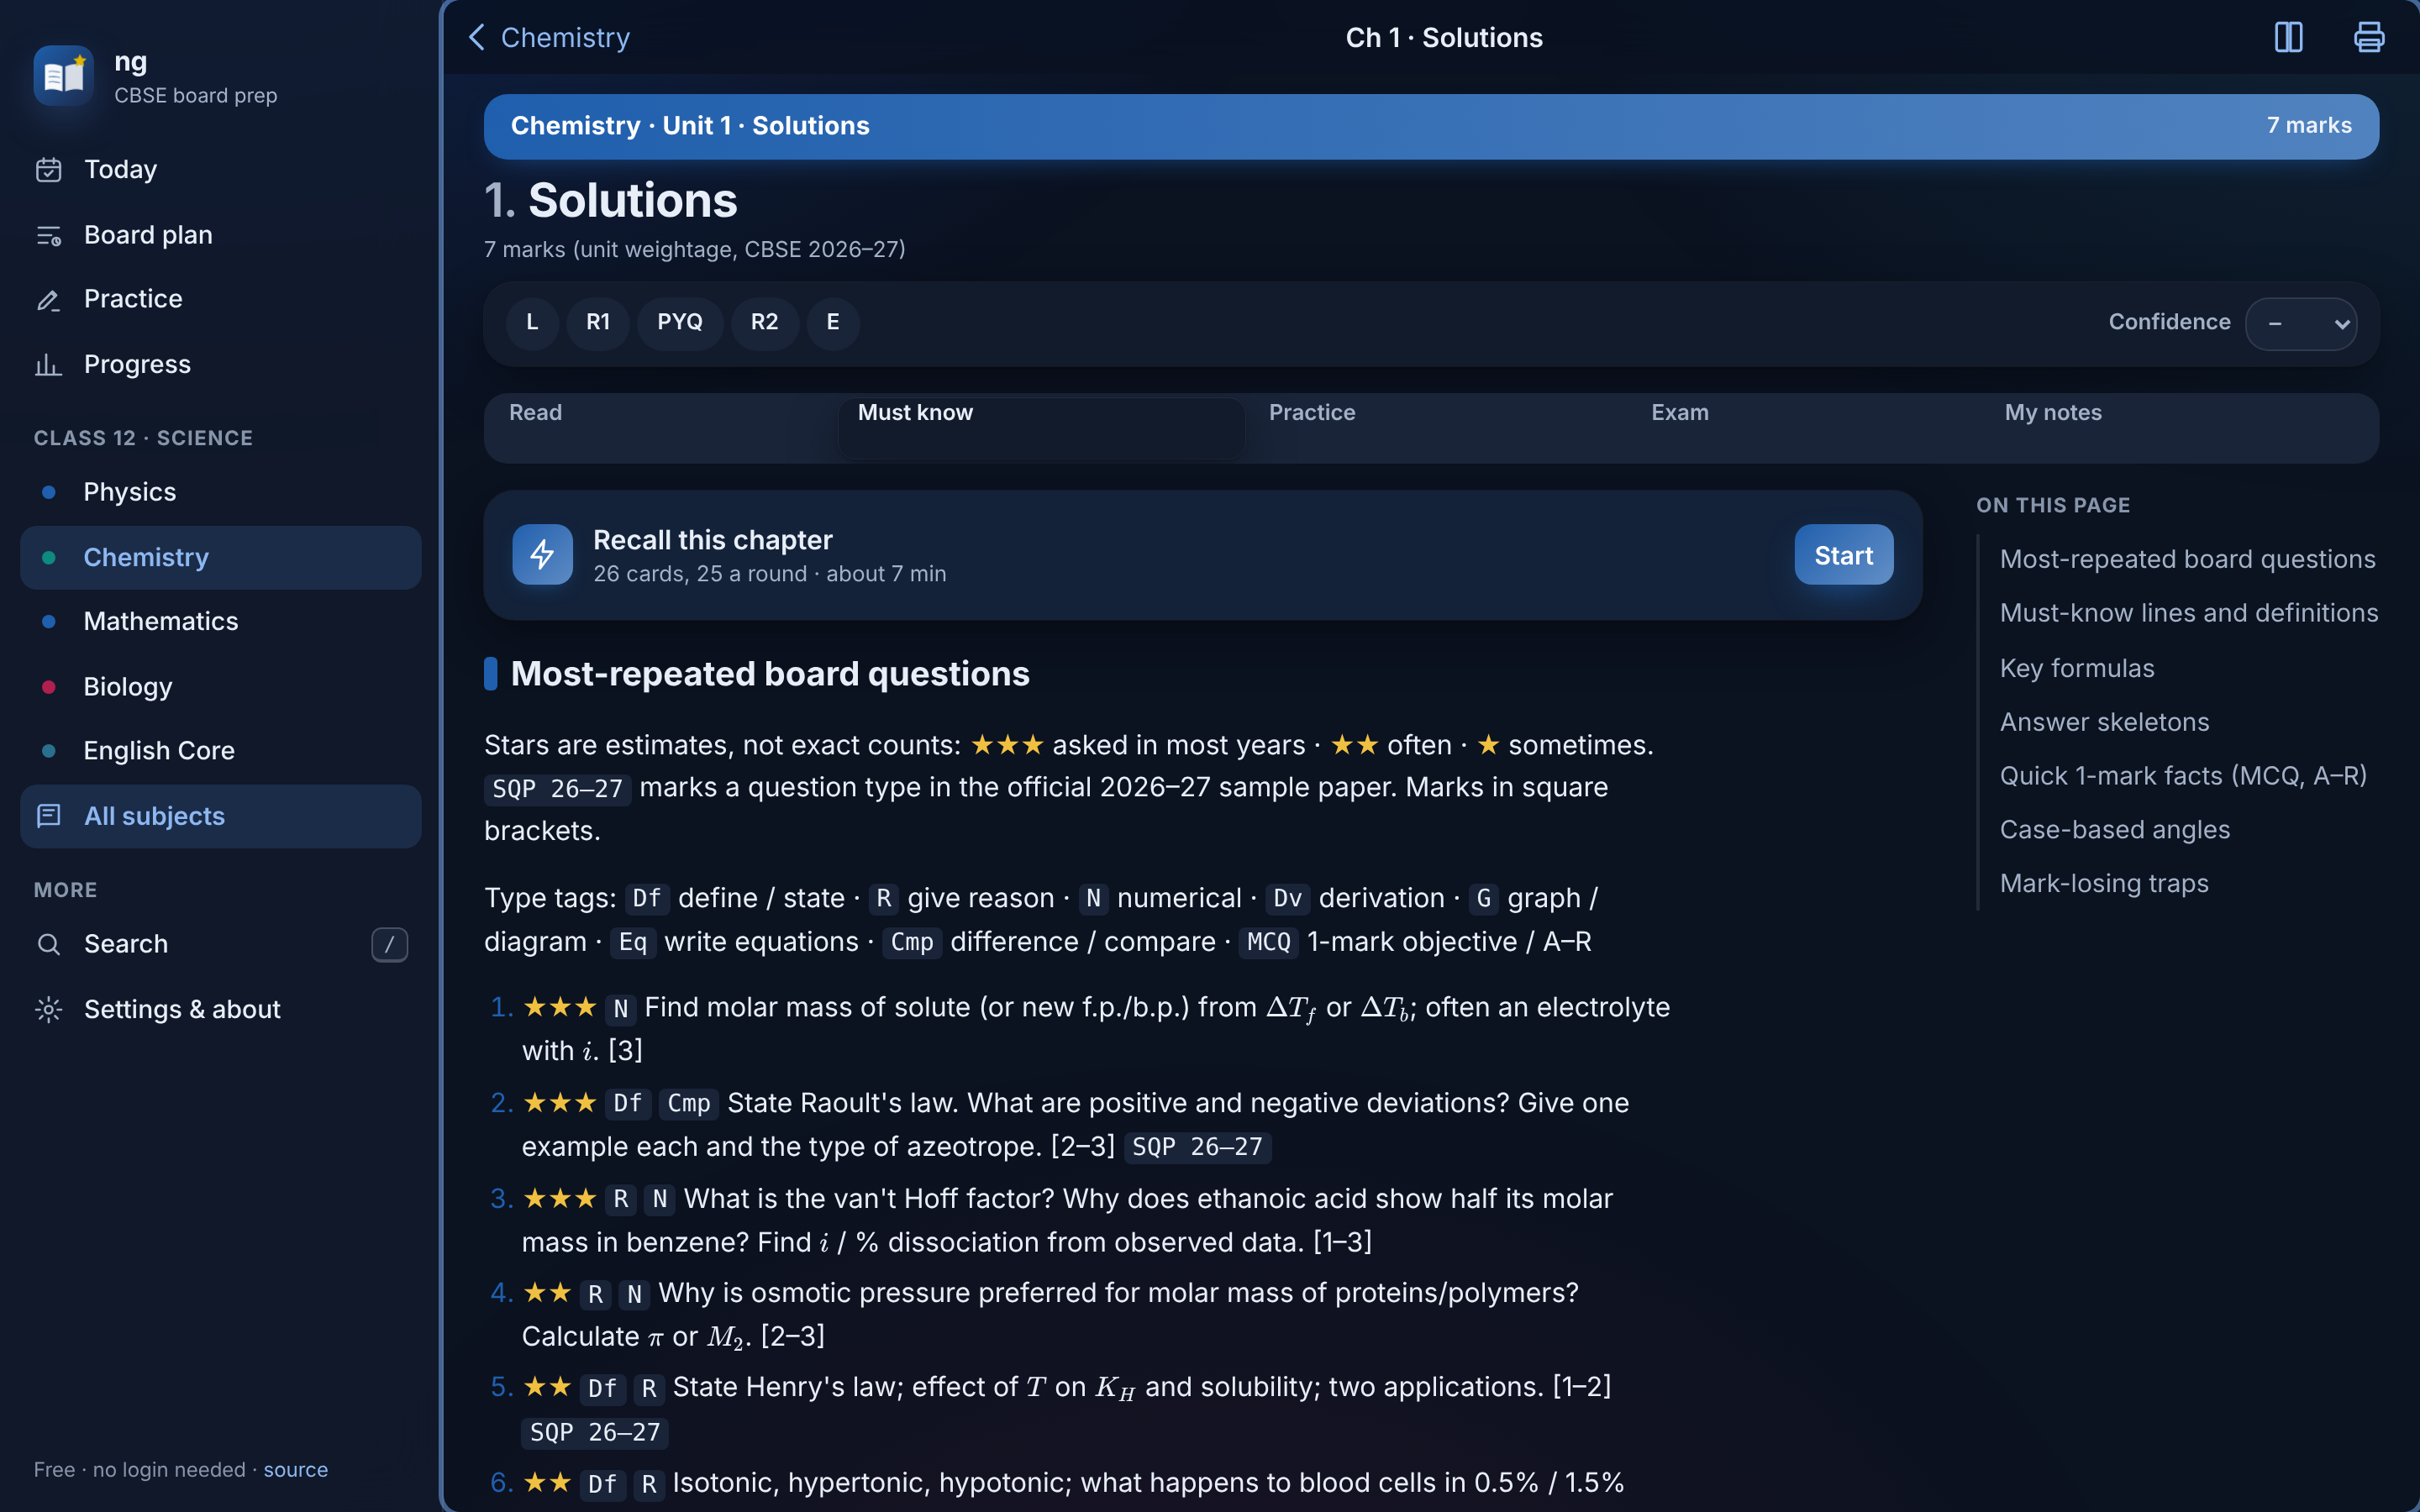 ng
CBSE board prep
Today
Board plan
Practice
Progress
CLASS 12 · SCIENCE
Physics
Chemistry
Mathematics
Biology
English Core
All subjects
MORE
Search /
Settings & about
Free · no login needed · source
Chemistry
Ch 1 · Solutions
Chemistry · Unit 1 · Solutions 7 marks
1. Solutions
7 marks (unit weightage, CBSE 2026–27)
L R1 PYQ R2 E Confidence –
Read Must know Practice Exam My notes
Recall this chapter
26 cards, 25 a round · about 7 min
Start
Most-repeated board questions
Stars are estimates, not exact counts: ★★★ asked in most years · ★★ often · ★ sometimes.
SQP 26–27 marks a question type in the official 2026–27 sample paper. Marks in square
brackets.
Type tags: Df define / state · R give reason · N numerical · Dv derivation · G graph /
diagram · Eq write equations · Cmp difference / compare · MCQ 1-mark objective / A–R
1. ★★★ N Find molar mass of solute (or new f.p./b.p.) from ΔT_f or ΔT_b; often an electrolyte
with i. [3]
2. ★★★ Df Cmp State Raoult's law. What are positive and negative deviations? Give one
example each and the type of azeotrope. [2–3] SQP 26–27
3. ★★★ R N What is the van't Hoff factor? Why does ethanoic acid show half its molar
mass in benzene? Find i / % dissociation from observed data. [1–3]
4. ★★ R N Why is osmotic pressure preferred for molar mass of proteins/polymers?
Calculate π or M₂. [2–3]
5. ★★ Df R State Henry's law; effect of T on K_H and solubility; two applications. [1–2]
SQP 26–27
6. ★★ Df R Isotonic, hypertonic, hypotonic; what happens to blood cells in 0.5% / 1.5%
ON THIS PAGE
Most-repeated board questions
Must-know lines and definitions
Key formulas
Answer skeletons
Quick 1-mark facts (MCQ, A–R)
Case-based angles
Mark-losing traps